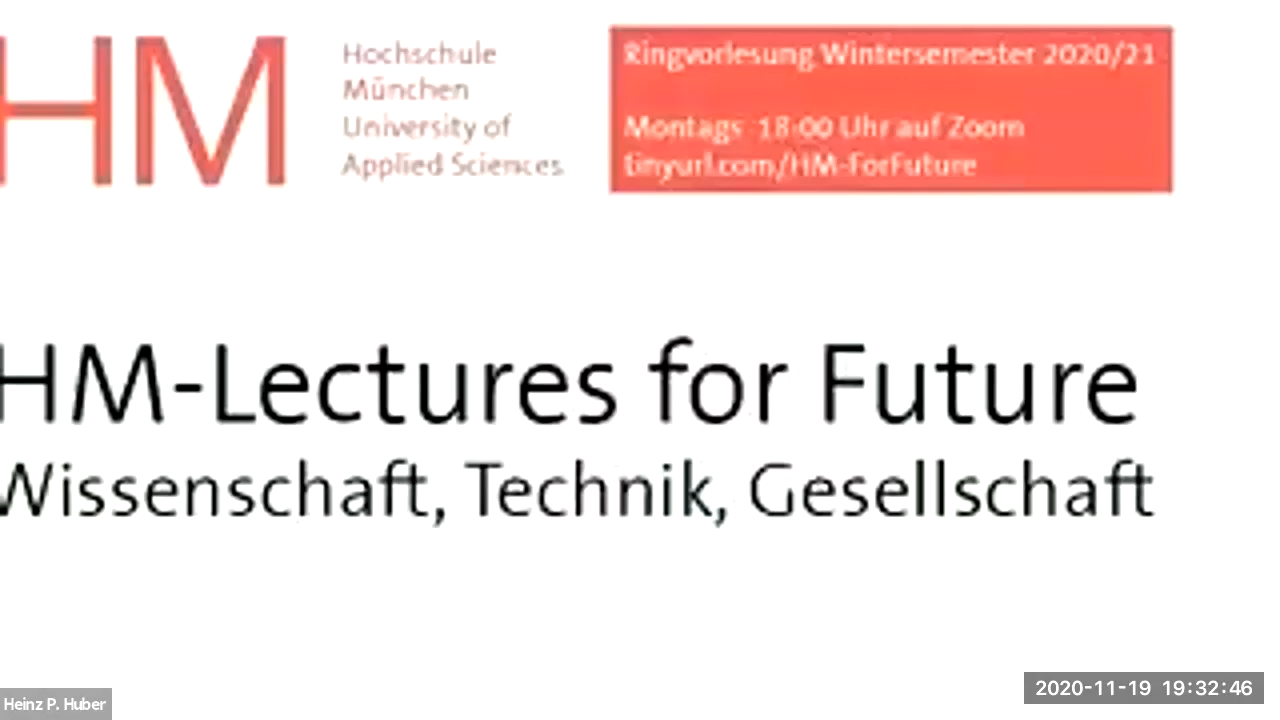 HM
Hochschule
München
University of
Applied Sciences
Ringvorlesung Wintersemester 2020/21
Montags 18:00 Uhr auf Zoom
tinyurl.com/HM-ForFuture
HM-Lectures for Future
Wissenschaft, Technik, Gesellschaft
Heinz P. Huber
2020-11-19 19:32:46